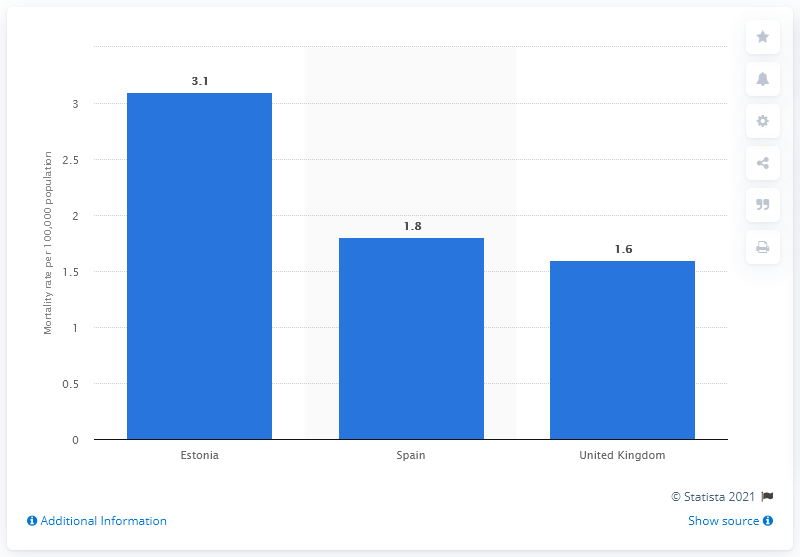 3.1
1.8
1.6
3
2.5
2
1.5
1
0.5
0
Mortality rate per 100,000 population
Estonia
Spain
United Kingdom
© Statista 2021
Additional Information
Show source